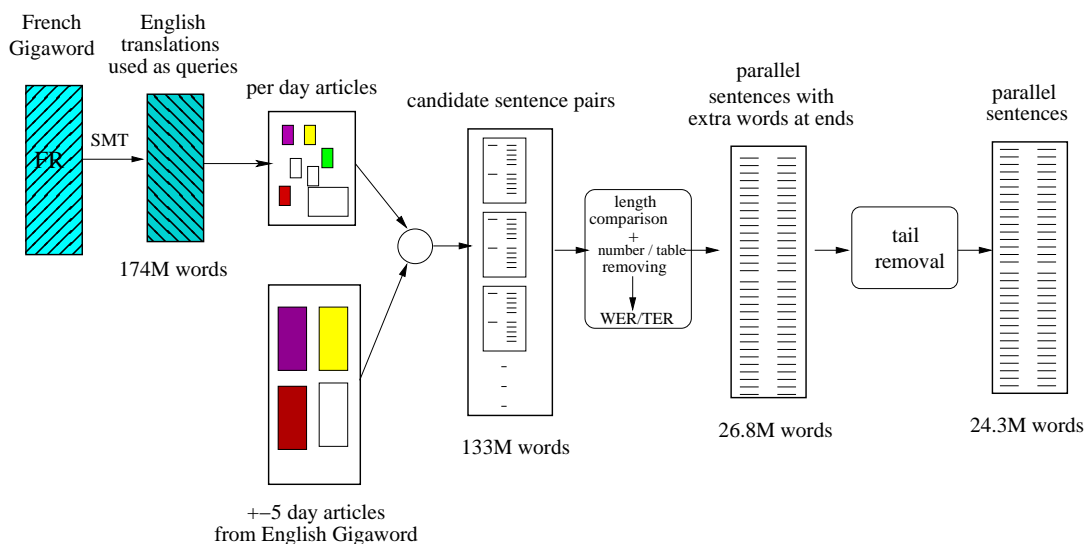 French
Gigaword
English
translations
used as queries
FR
SMT
174M words
per day articles
+−5 day articles
from English Gigaword
candidate sentence pairs
133M words
length
comparison
+
number / table
removing
WER/TER
parallel
sentences with
extra words at ends
26.8M words
tail
removal
parallel
sentences
24.3M words